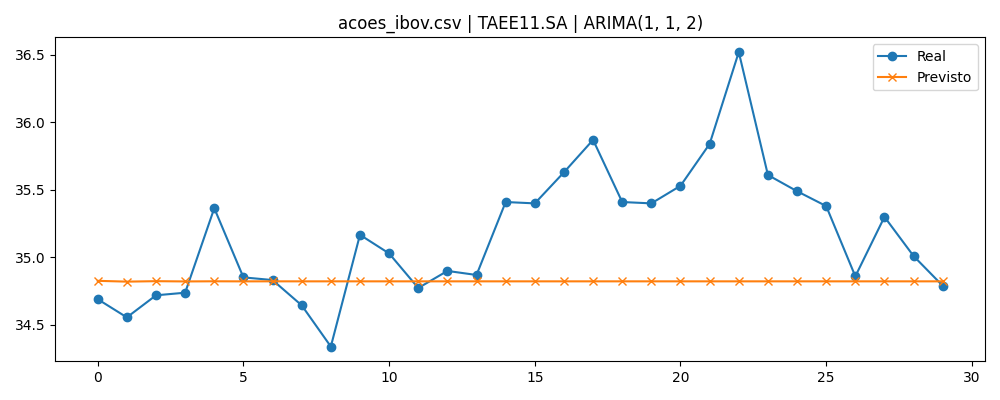 acoes_ibov.csv | TAEE11.SA | ARIMA(1, 1, 2)
Real
Previsto
36.5
36.0
35.5
35.0
34.5
0 5 10 15 20 25 30